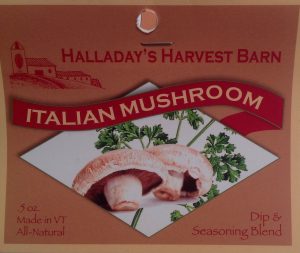 HALLADAY'S HARVEST BARN
ITALIAN MUSHROOM
.5 oz.
Made in VT
All-Natural
Dip &
Seasoning Blend